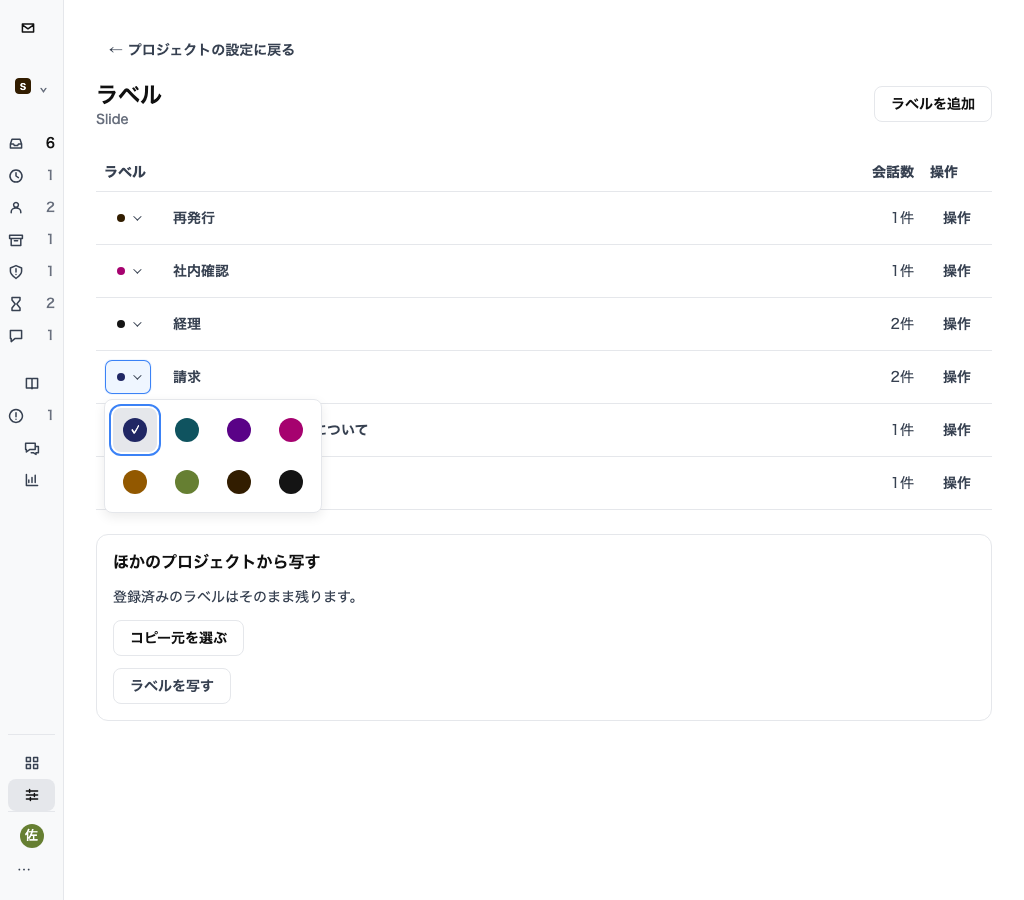 ← プロジェクトの設定に戻る
S
ラベル
Slide
ラベルを追加
6
1
2
1
1
2
1
1
ラベル 会話数 操作
再発行 1件 操作
社内確認 1件 操作
経理 2件 操作
請求 2件 操作
について 1件 操作
1件 操作
ほかのプロジェクトから写す
登録済みのラベルはそのまま残ります。
コピー元を選ぶ
ラベルを写す
佐
…